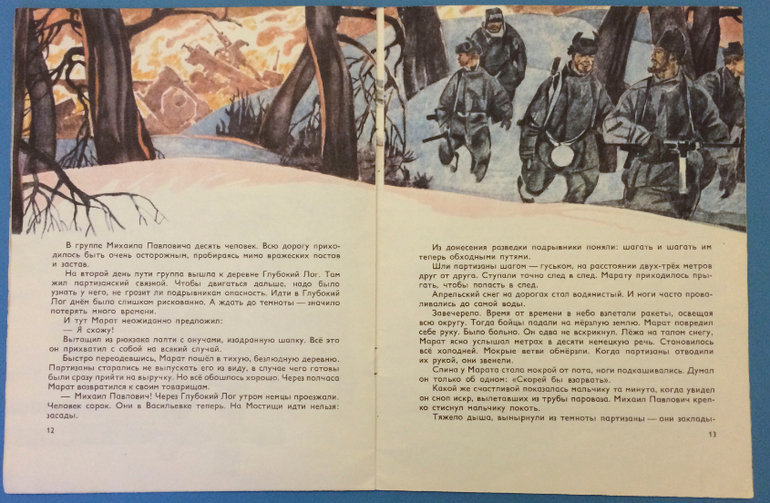 В группе Михаила Павловича десять человек. Всю дорогу прихо-
дилось быть очень осторожным, пробираясь мимо вражеских постов
и застав.
На второй день пути группа вышла к деревне Глубокий Лог. Там
жил партизанский связной. Чтобы двигаться дальше, надо было
узнать у него, не грозит ли подрывникам опасность. Идти в Глубокий
Лог днём было слишком рискованно. А ждать до темноты — значило
потерять много времени.
И тут Марат неожиданно предложил:
— Я схожу!
Вытащил из рюкзака лапти с онучами, изодранную шапку. Всё это
он прихватил с собой на всякий случай.
Быстро переодевшись, Марат пошёл в тихую, безлюдную деревню.
Партизаны старались не выпускать его из виду, в случае чего готовы
были сразу прийти на выручку. Но всё обошлось хорошо. Через полчаса
Марат возвратился к своим товарищам.
— Михаил Павлович! Через Глубокий Лог утром немцы проезжали.
Человек сорок. Они в Васильевке теперь. На Мостищи идти нельзя:
засады.
12
Из донесения разведки подрывники поняли: шагать и шагать им
теперь обходными путями.
Шли партизаны шагом — гуськом, на расстоянии двух-трёх метров
друг от друга. Ступали точно след в след. Марату приходилось пры-
гать, чтобы попасть в след.
Апрельский снег на дорогах стал водянистый. И ноги часто прова-
ливались до самой воды.
Завечерело. Время от времени в небо взлетали ракеты, освещая
всю округу. Тогда бойцы падали на мёрзлую землю. Марат повредил
себе руку. Было больно. Он едва не вскрикнул. Лёжа на талом снегу,
Марат ясно услышал метрах в десяти немецкую речь. Становилось
всё холодней. Мокрые ветви обмёрзли. Когда партизаны отводили
их рукой, они звенели.
Спина у Марата стала мокрой от пота, ноги подкашивались. Думал
он только об одном: «Скорей бы взорвать».
Какой же счастливой показалась мальчику та минута, когда увидел
он сноп искр, вылетавших из трубы паровоза. Михаил Павлович креп-
ко стиснул мальчику локоть.
Тяжело дыша, вынырнули из темноты партизаны — они заклады-
13